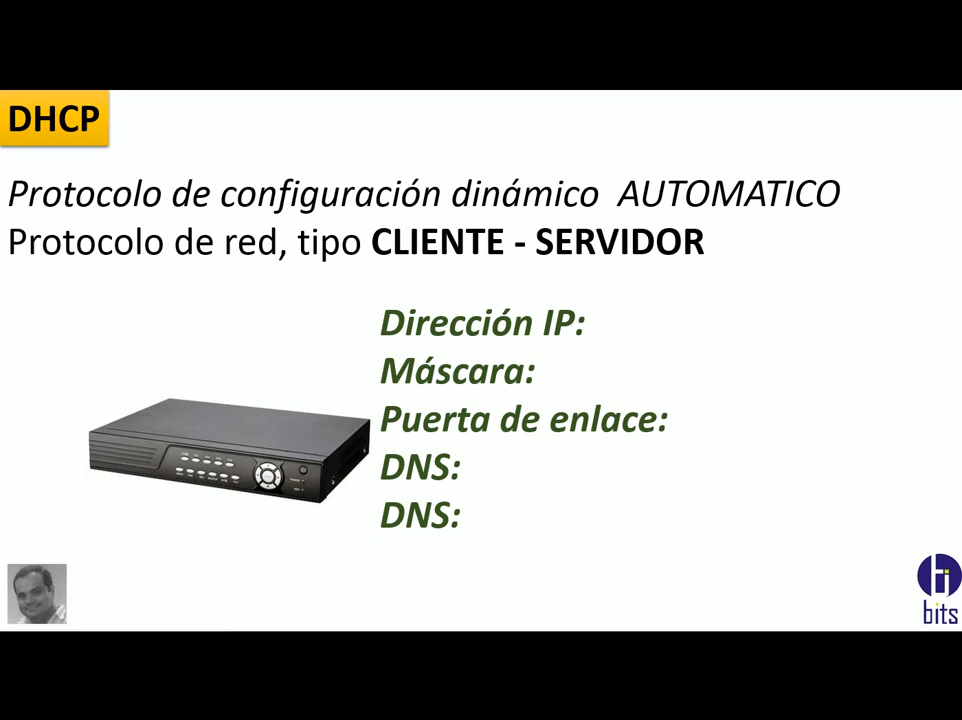 DHCP
Protocolo de configuración dinámico AUTOMATICO
Protocolo de red, tipo CLIENTE - SERVIDOR
Dirección IP:
Máscara:
Puerta de enlace:
DNS:
DNS:
bits